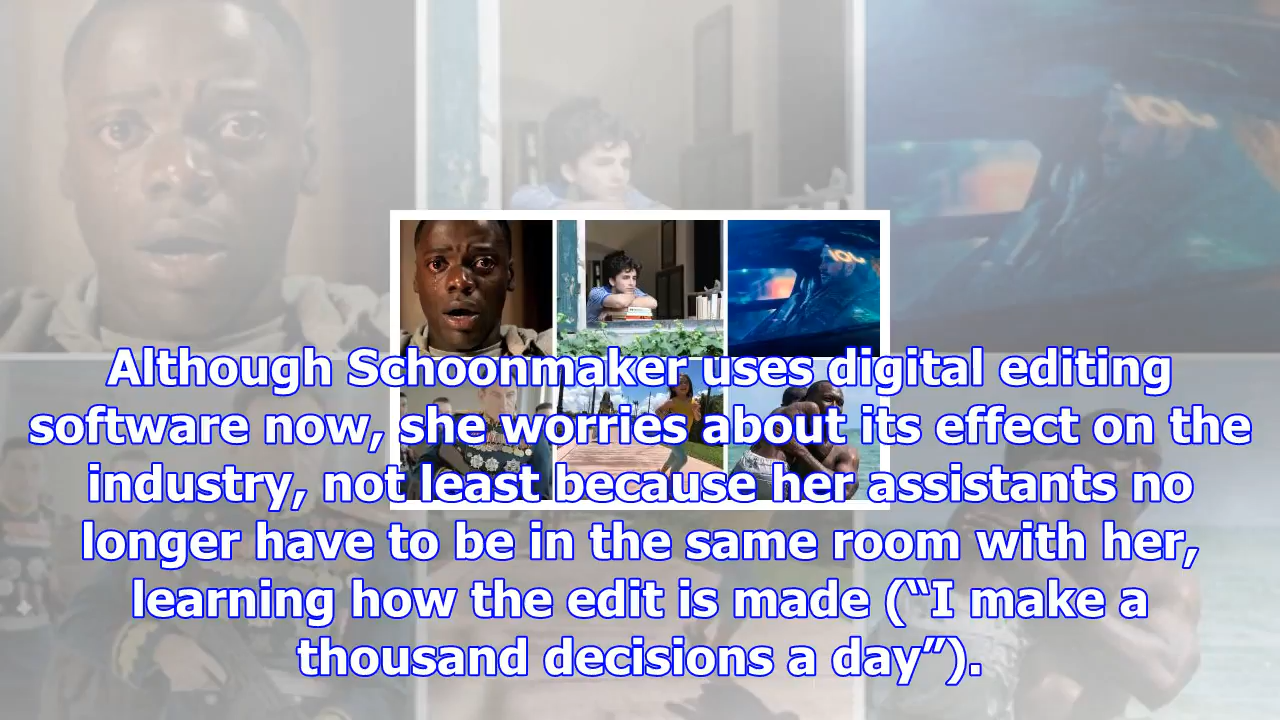 Although Schoonmaker uses digital editing
software now, she worries about its effect on the
industry, not least because her assistants no
longer have to be in the same room with her,
learning how the edit is made (“I make a
thousand decisions a day”).